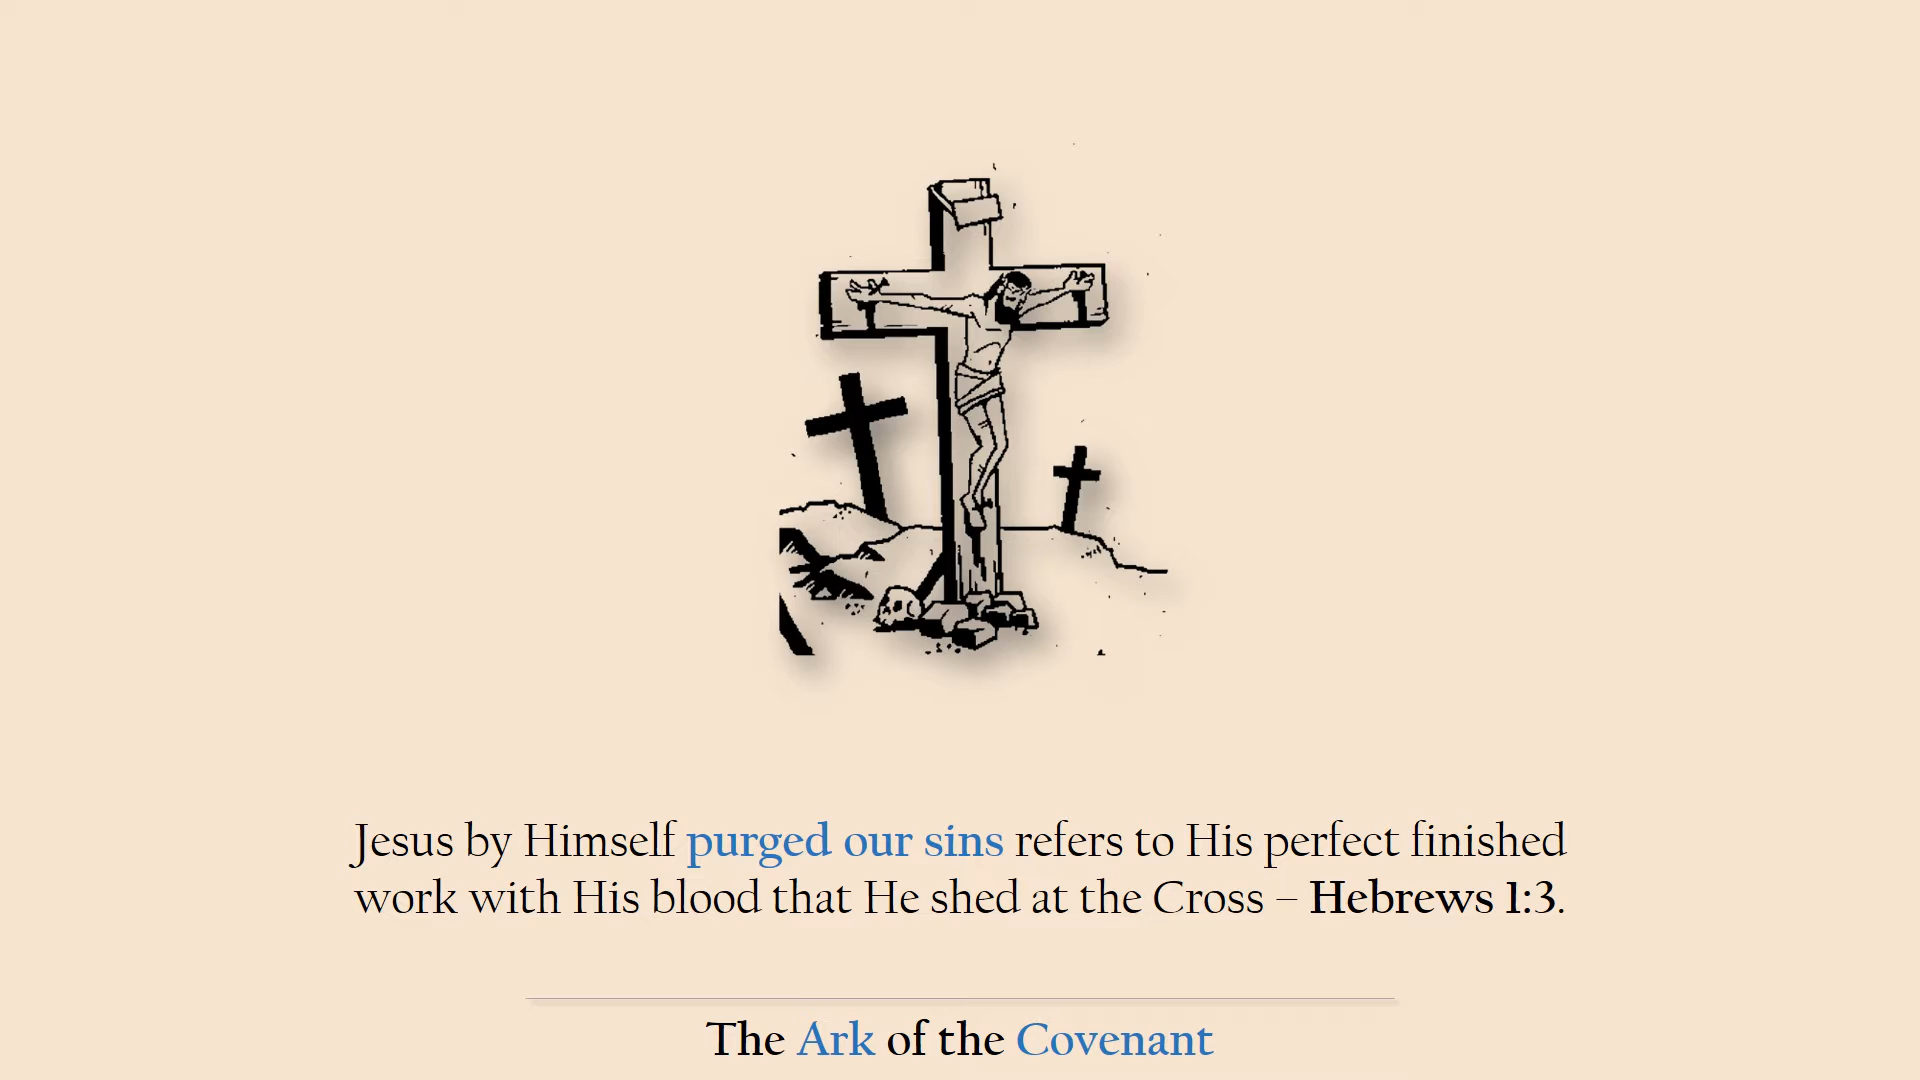 Jesus by Himself purged our sins refers to His perfect finished
work with His blood that He shed at the Cross – Hebrews 1:3.
The Ark of the Covenant